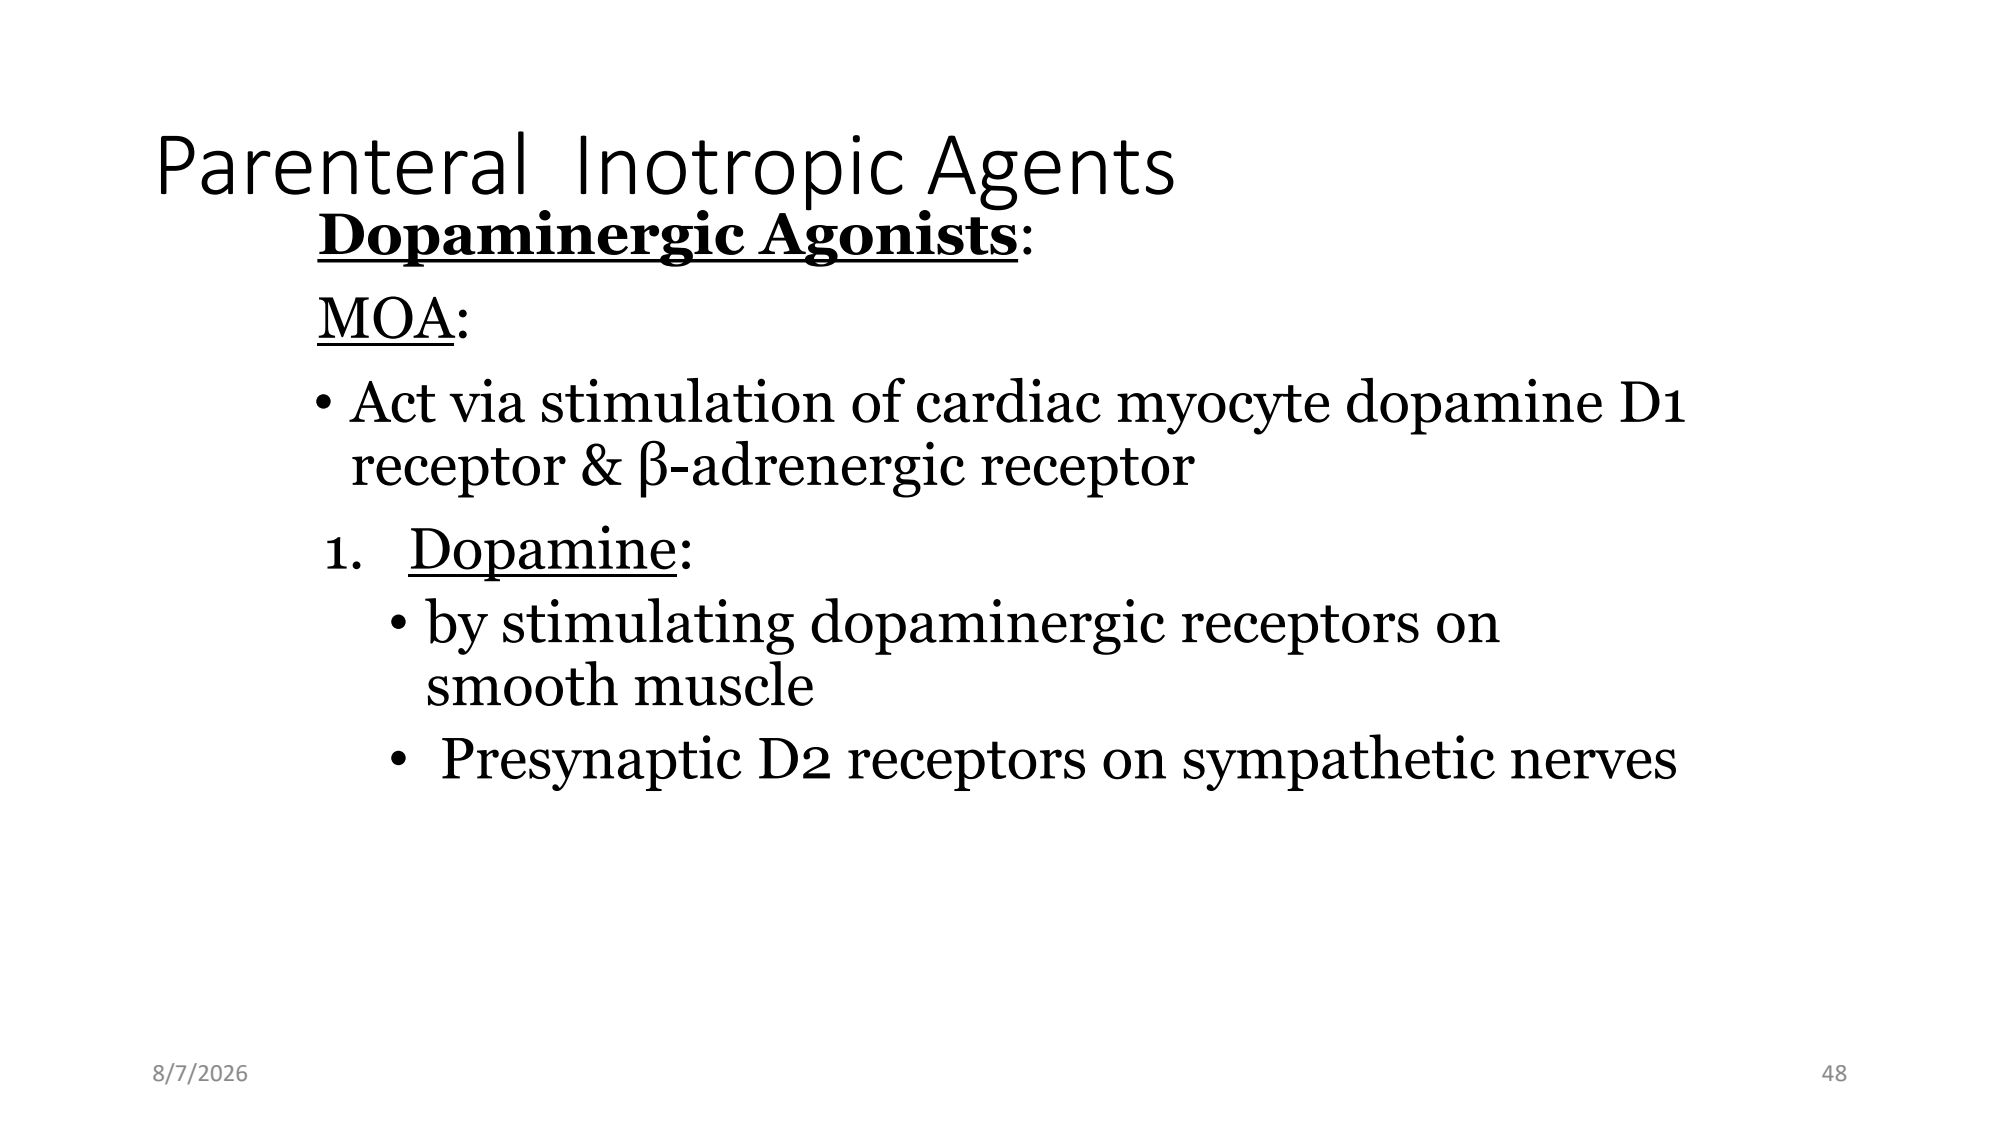 Parenteral  Inotropic Agents
Dopaminergic Agonists:
MOA:
• Act via stimulation of cardiac myocyte dopamine D1
receptor & β-adrenergic receptor
1. Dopamine:
• by stimulating dopaminergic receptors on
smooth muscle
• Presynaptic D2 receptors on sympathetic nerves
8/7/2026
48